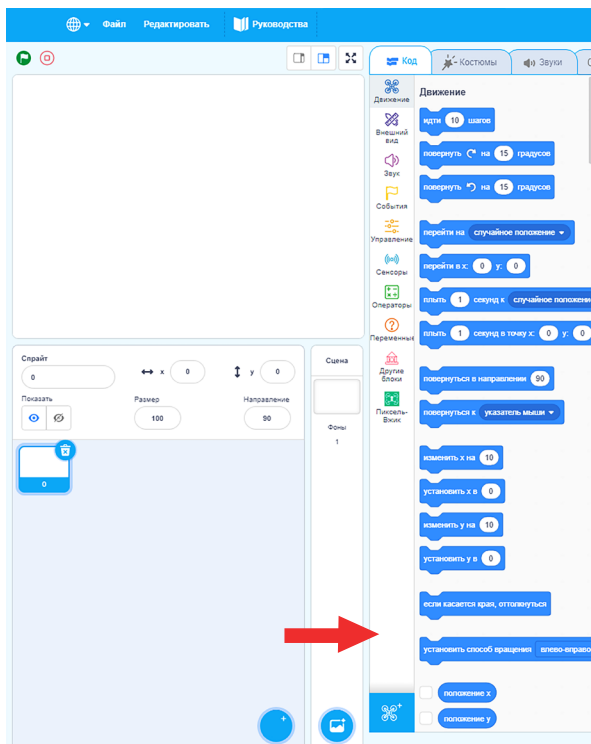 Файл Редактировать Руководства
Код Костюмы Звуки
Движение
Внешний вид
Звук
События
Управление
Сенсоры
Операторы
Переменные
Другие блоки
Пиксель-Вжик
Движение
идти 10 шагов
повернуть на 15 градусов
повернуть на 15 градусов
перейти на случайное положение
перейти в x: 0 y: 0
плыть 1 секунд к случайное положени
плыть 1 секунд в точку x: 0 y: 0
повернуться в направлении 90
повернуться к указатель мыши
изменить x на 10
установить x в 0
изменить y на 10
установить y в 0
если касается края, оттолкнуться
установить способ вращения влево-вправо
положение x
положение y
Спрайт
0
x 0
y 0
Показать
Размер
100
Направление
90
0
Сцена
Фоны
1